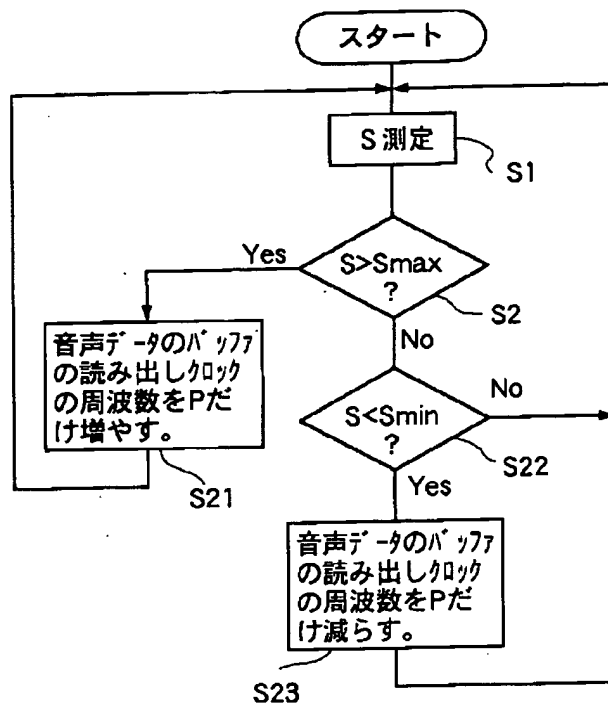 スタート
S測定
S1
Yes
S>Smax
?
S2
No
音声データのバッファ
の読み出しクロック
の周波数をPだ
け増やす。
S21
S<Smin
?
No
S22
Yes
音声データのバッファ
の読み出しクロック
の周波数をPだ
け減らす。
S23